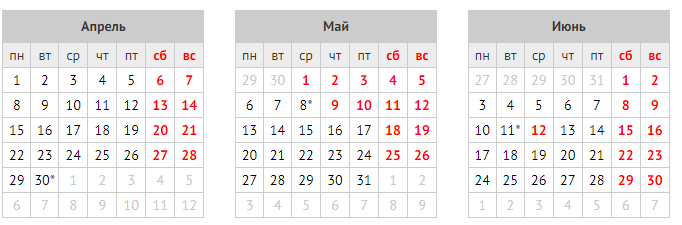 Апрель
пн вт ср чт пт сб вс
1 2 3 4 5 6 7
8 9 10 11 12 13 14
15 16 17 18 19 20 21
22 23 24 25 26 27 28
29 30* 1 2 3 4 5
6 7 8 9 10 11 12
Май
пн вт ср чт пт сб вс
29 30 1 2 3 4 5
6 7 8* 9 10 11 12
13 14 15 16 17 18 19
20 21 22 23 24 25 26
27 28 29 30 31 1 2
3 4 5 6 7 8 9
Июнь
пн вт ср чт пт сб вс
27 28 29 30 31 1 2
3 4 5 6 7 8 9
10 11* 12 13 14 15 16
17 18 19 20 21 22 23
24 25 26 27 28 29 30
1 2 3 4 5 6 7